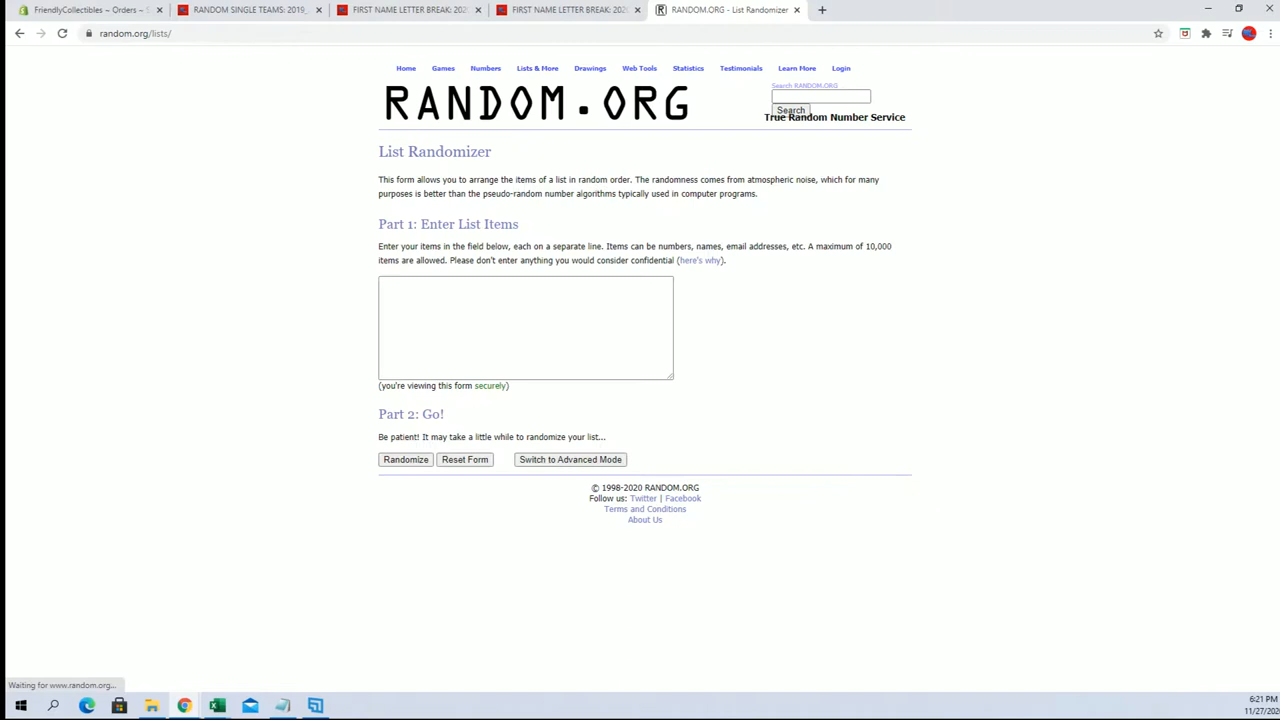 FriendlyCollectibles ~ Orders ~ S
RANDOM SINGLE TEAMS: 2019_
FIRST NAME LETTER BREAK: 202
FIRST NAME LETTER BREAK: 202
RANDOM.ORG - List Randomizer
random.org/lists/
Home Games Numbers Lists & More Drawings Web Tools Statistics Testimonials Learn More Login
RANDOM.ORG
Search RANDOM.ORG
Search
True Random Number Service
List Randomizer
This form allows you to arrange the items of a list in random order. The randomness comes from atmospheric noise, which for many
purposes is better than the pseudo-random number algorithms typically used in computer programs.
Part 1: Enter List Items
Enter your items in the field below, each on a separate line. Items can be numbers, names, email addresses, etc. A maximum of 10,000
items are allowed. Please don't enter anything you would consider confidential (here's why).
(you're viewing this form securely)
Part 2: Go!
Be patient! It may take a little while to randomize your list...
Randomize Reset Form Switch to Advanced Mode
© 1998-2020 RANDOM.ORG
Follow us: Twitter | Facebook
Terms and Conditions
About Us
Waiting for www.random.org...
6:21 PM
11/27/202